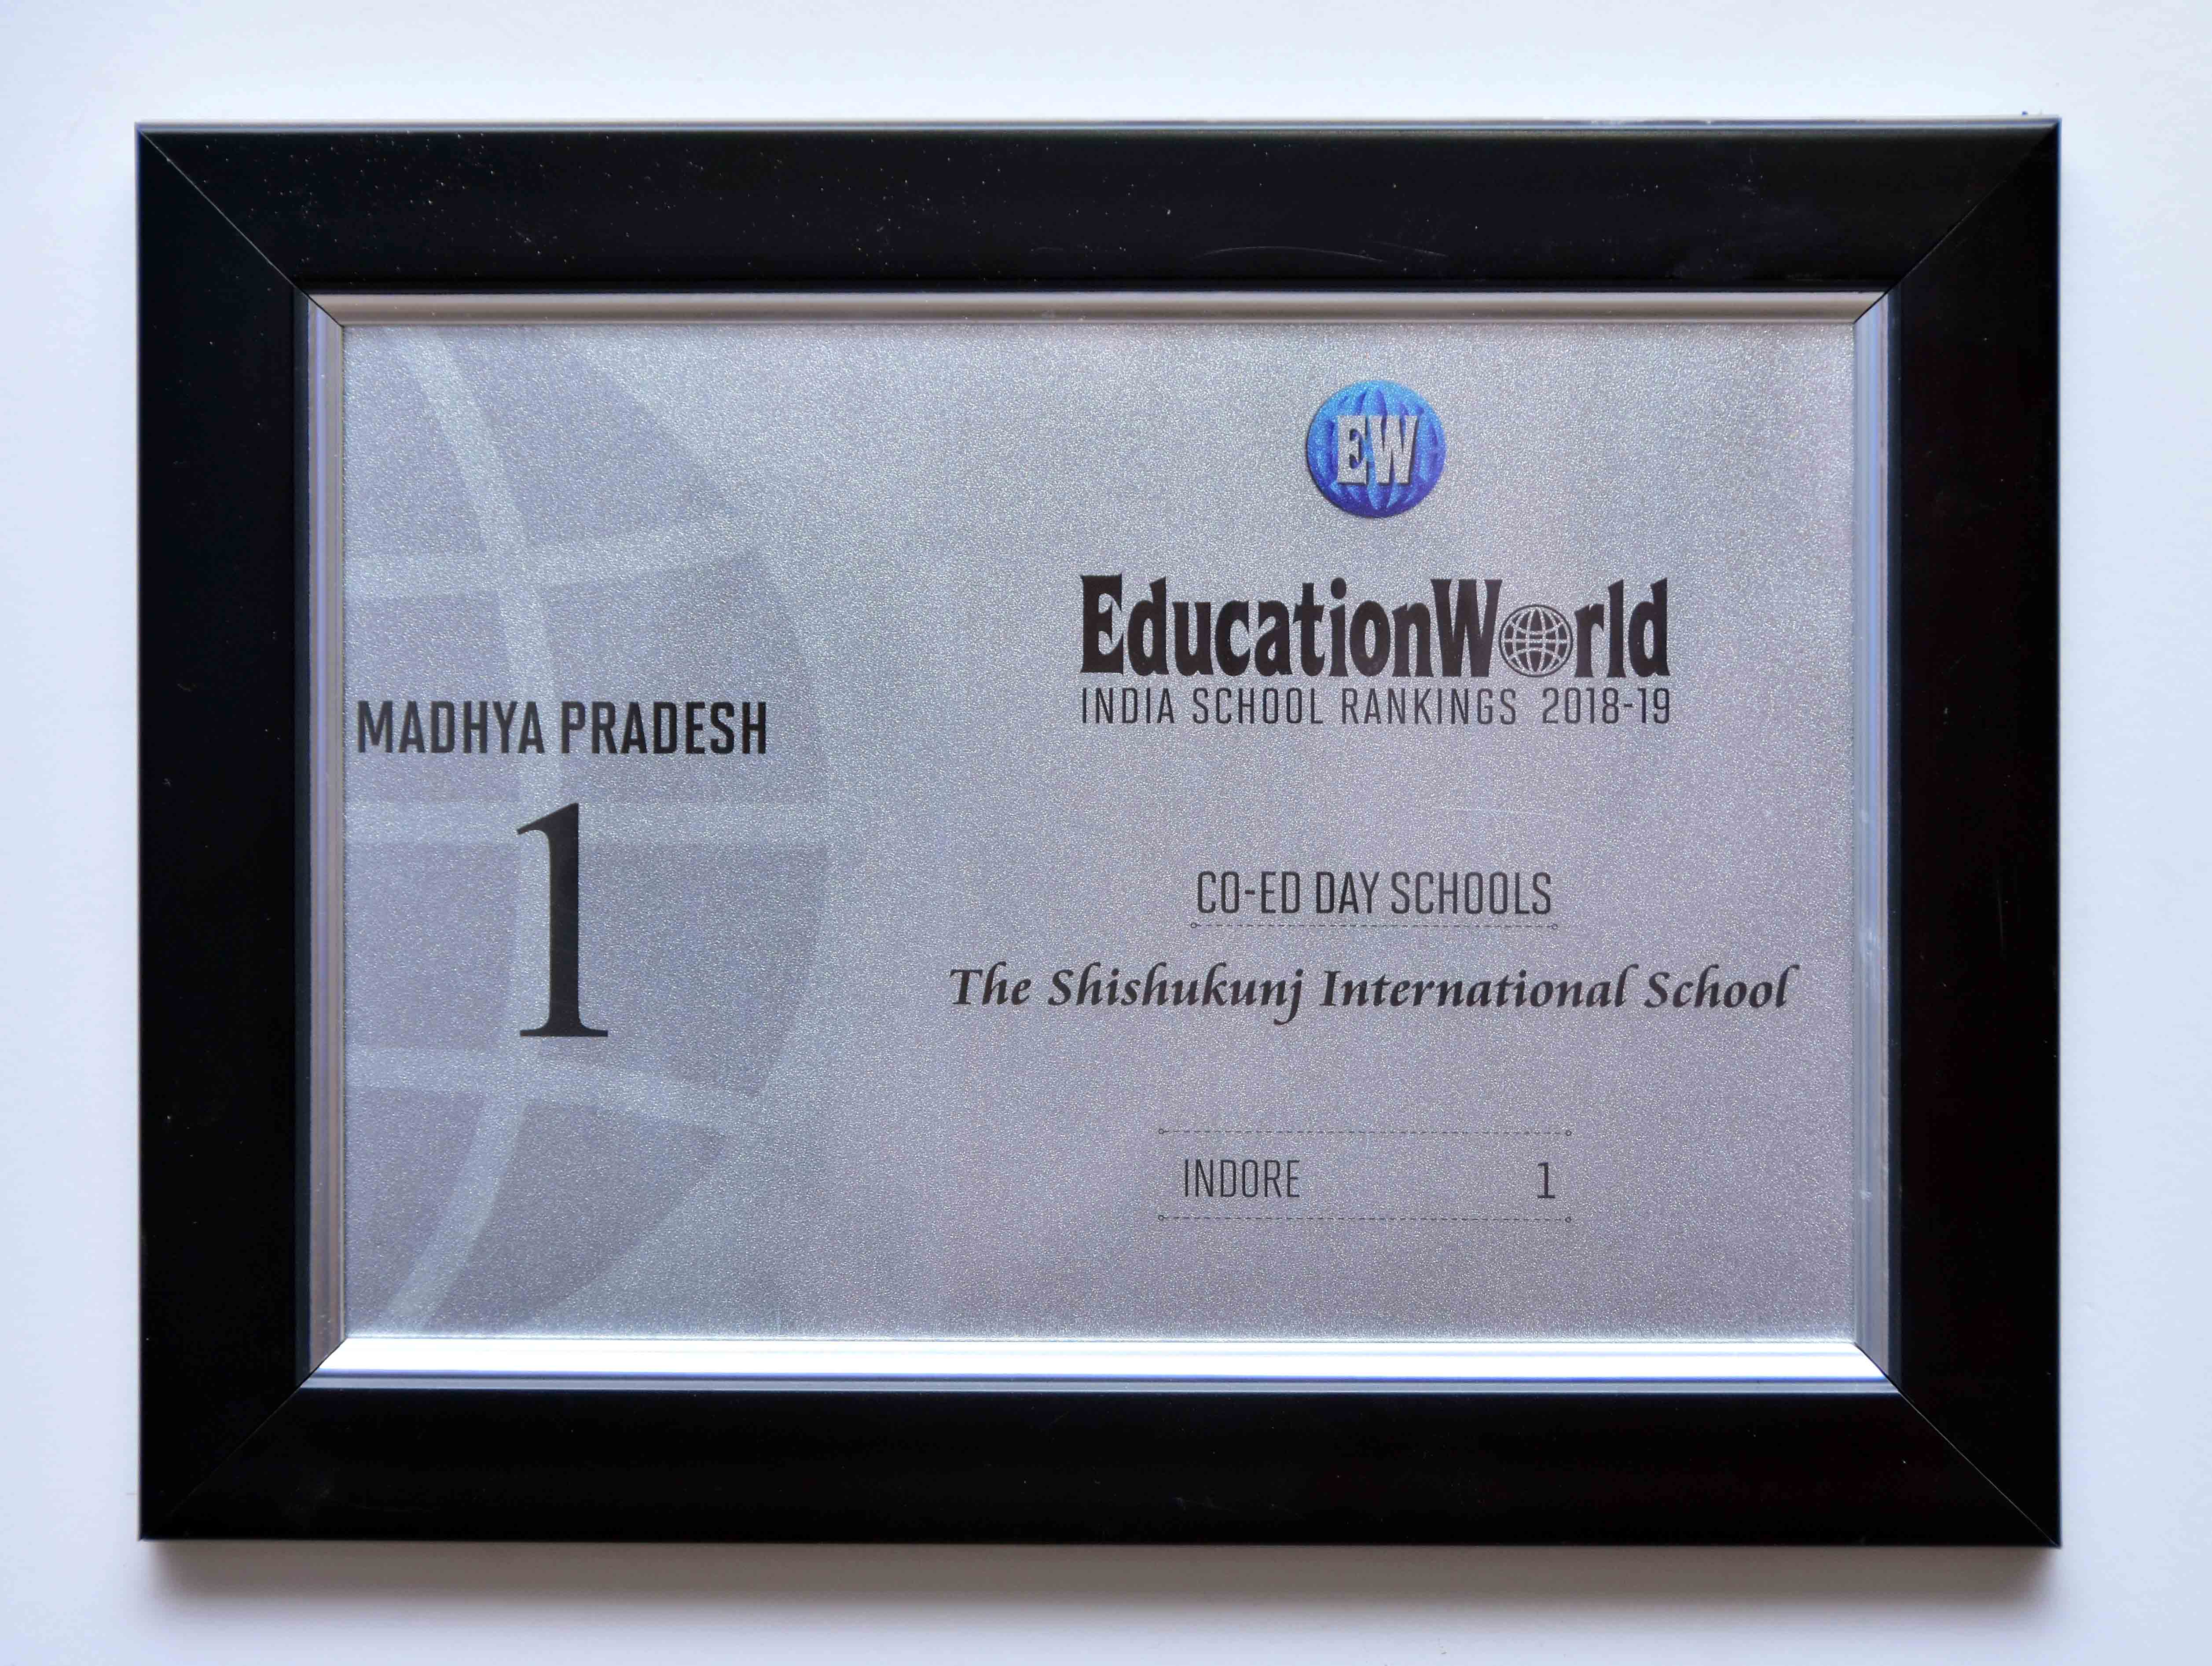 EW
EducationWorld
INDIA SCHOOL RANKINGS 2018-19
MADHYA PRADESH
1
CO-ED DAY SCHOOLS
The Shishukunj International School
INDORE 1